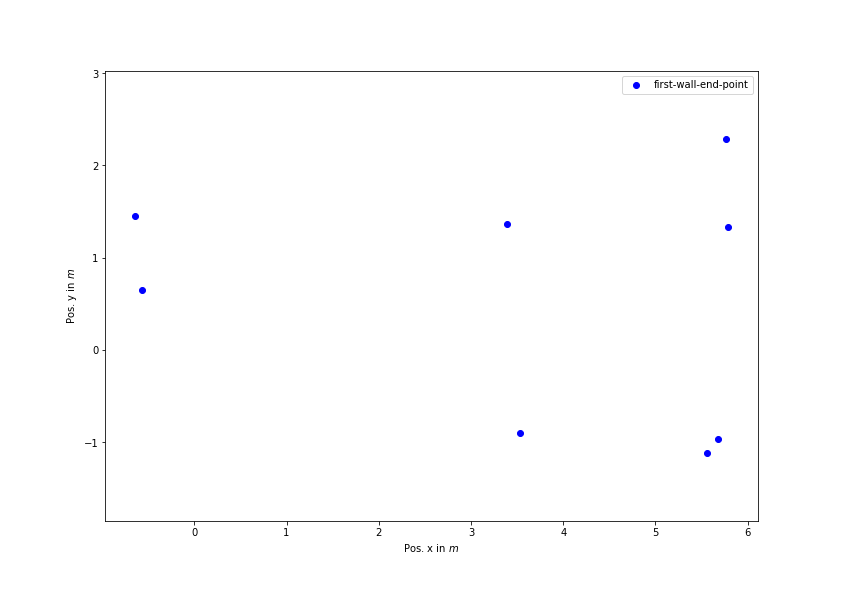 first-wall-end-point
3
2
1
0
−1
Pos. y in m
0 1 2 3 4 5 6
Pos. x in m